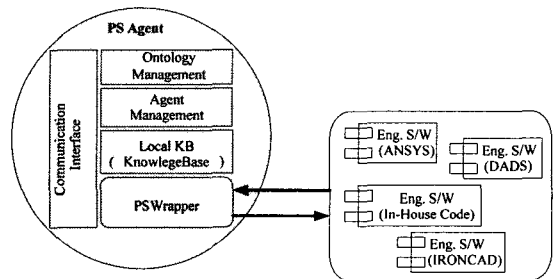 PS Agent
Communication
Interface
Ontology
Management
Agent
Management
Local KB
( KnowlegeBase)
PSWrapper
Eng. S/W
(ANSYS)
Eng. S/W
(DADS)
Eng. S/W
(In-House Code)
Eng. S/W
(IRONCAD)